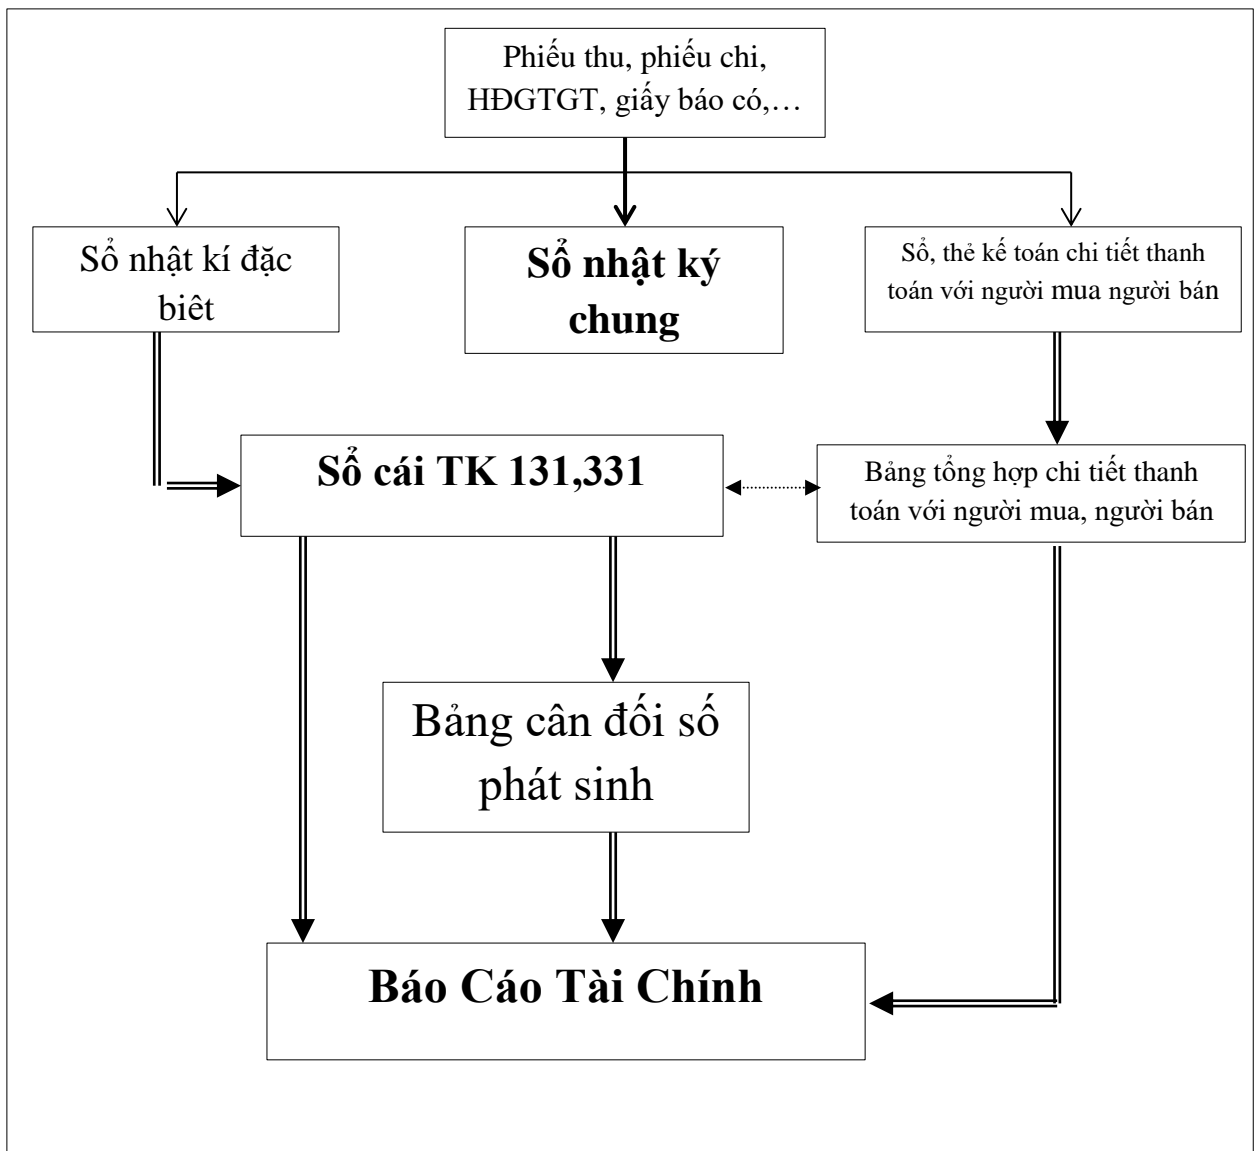 Phiếu thu, phiếu chi,
HĐGTGT, giấy báo có,…
Sổ nhật kí đặc
biêt
Sổ nhật ký
chung
Sổ, thẻ kế toán chi tiết thanh
toán với người mua người bán
Sổ cái TK 131,331
Bảng tổng hợp chi tiết thanh
toán với người mua, người bán
Bảng cân đối số
phát sinh
Báo Cáo Tài Chính